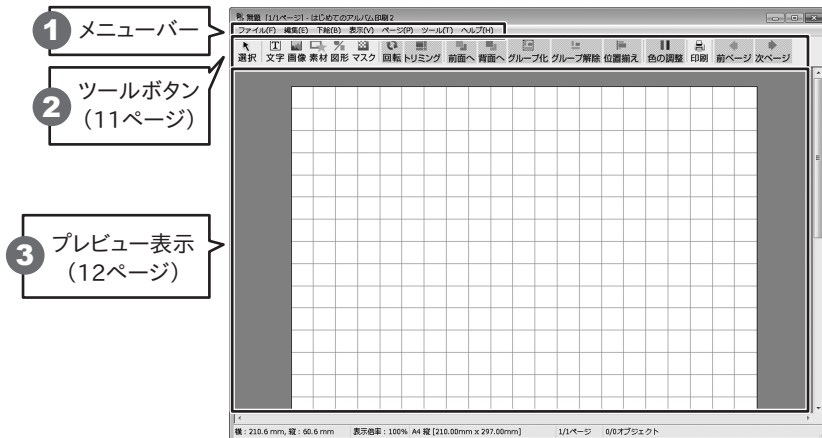 1 メニューバー
2 ツールボタン
（11ページ）
3 プレビュー表示
（12ページ）
無題 [1/1ページ] - はじめてのアルバム印刷2
ファイル(F) 編集(E) 下絵(B) 表示(V) ページ(P) ツール(T) ヘルプ(H)
選択 文字 画像 素材 図形 マスク 回転 トリミング 前面へ 背面へ グループ化 グループ解除 位置揃え 色の調整 印刷 前ページ 次ページ
横 : 210.6 mm, 縦 : 60.6 mm 表示倍率 : 100% A4 縦 [210.00mm x 297.00mm] 1/1ページ 0/0オブジェクト